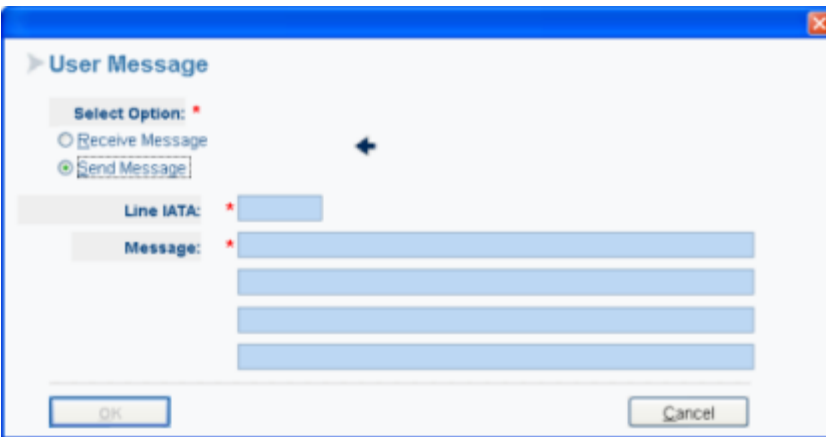 User Message
Select Option: *
Receive Message
Send Message
Line IATA: *
Message: *
OK
Cancel